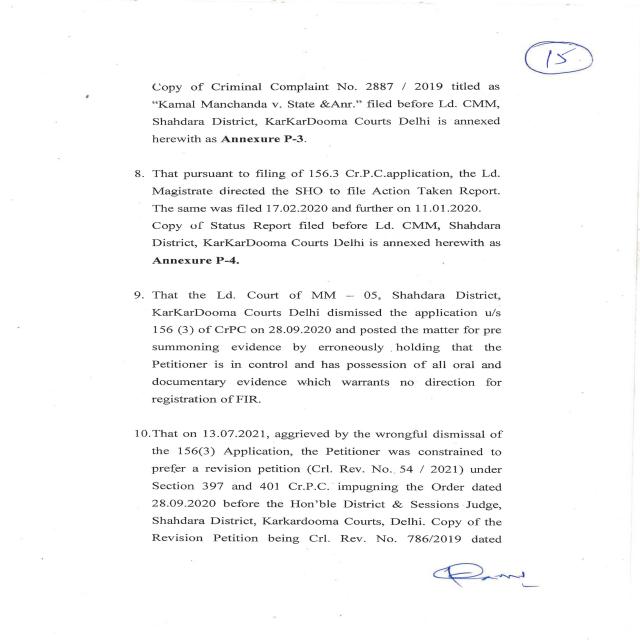 15
Copy of Criminal Complaint No. 2887 / 2019 titled as
“Kamal Manchanda v. State &Anr.” filed before Ld. CMM,
Shahdara District, KarKarDooma Courts Delhi is annexed
herewith as Annexure P-3.
8. That pursuant to filing of 156.3 Cr.P.C.application, the Ld.
Magistrate directed the SHO to file Action Taken Report.
The same was filed 17.02.2020 and further on 11.01.2020.
Copy of Status Report filed before Ld. CMM, Shahdara
District, KarKarDooma Courts Delhi is annexed herewith as
Annexure P-4.
9. That the Ld. Court of MM – 05, Shahdara District,
KarKarDooma Courts Delhi dismissed the application u/s
156 (3) of CrPC on 28.09.2020 and posted the matter for pre
summoning evidence by erroneously holding that the
Petitioner is in control and has possession of all oral and
documentary evidence which warrants no direction for
registration of FIR.
10.That on 13.07.2021, aggrieved by the wrongful dismissal of
the 156(3) Application, the Petitioner was constrained to
prefer a revision petition (Crl. Rev. No. 54 / 2021) under
Section 397 and 401 Cr.P.C. impugning the Order dated
28.09.2020 before the Hon’ble District & Sessions Judge,
Shahdara District, Karkardooma Courts, Delhi. Copy of the
Revision Petition being Crl. Rev. No. 786/2019 dated